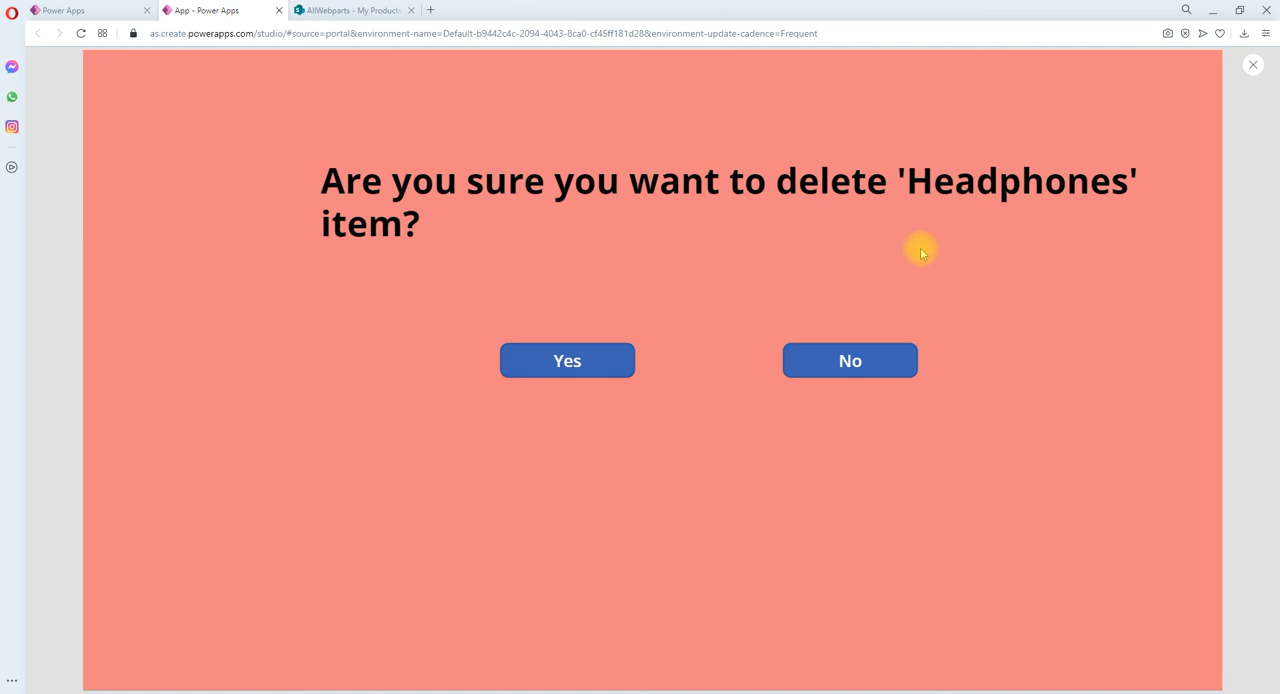 Power Apps
App - Power Apps
AllWebparts - My Products
as.create.powerapps.com/studio/#source=portal&environment-name=Default-b9442c4c-2094-4043-8ca0-cf45ff181d28&environment-update-cadence=Frequent
Are you sure you want to delete 'Headphones'
item?
Yes
No